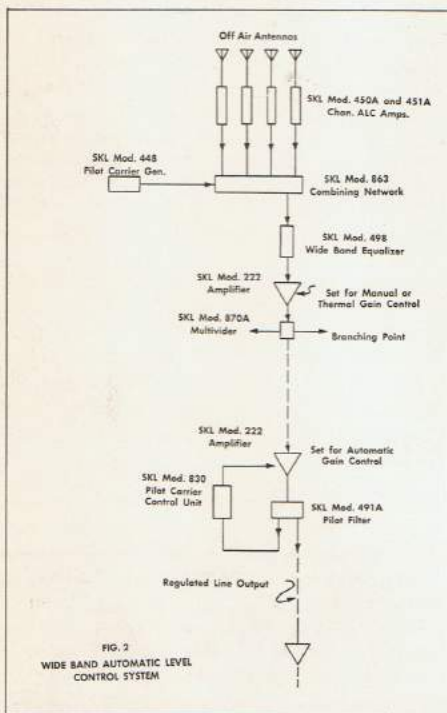 Off Air Antennas
SKL Mod. 450A and 451A
Chan. ALC Amps.
SKL Mod. 448
Pilot Carrier Gen.
SKL Mod. 863
Combining Network
SKL Mod. 498
Wide Band Equalizer
SKL Mod. 222
Amplifier
Set for Manual or
Thermal Gain Control
SKL Mod. 870A
Multivider
Branching Point
SKL Mod. 222
Amplifier
Set for Automatic
Gain Control
SKL Mod. 830
Pilot Carrier
Control Unit
SKL Mod. 491A
Pilot Filter
Regulated Line Output
FIG. 2
WIDE BAND AUTOMATIC LEVEL
CONTROL SYSTEM